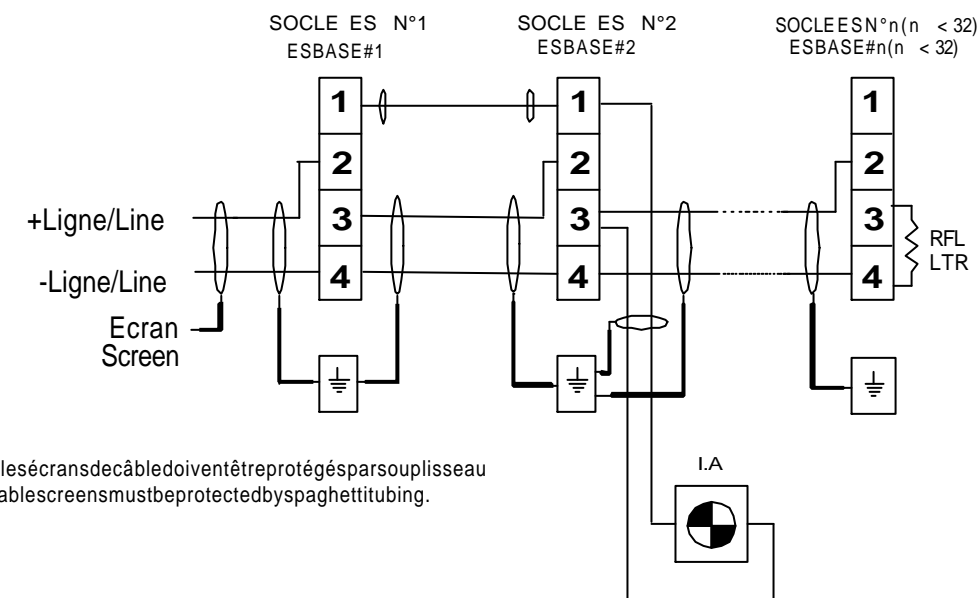 SOCLE ES N°1
ESBASE#1
SOCLE ES N°2
ESBASE#2
SOCLEESN°n(n < 32)
ESBASE#n(n < 32)
1
2
3
4
1
2
3
4
1
2
3
4
+Ligne/Line
-Ligne/Line
Ecran
Screen
RFL
LTR
lesécransdecâbledoiventêtreprotégésparsouplisseau
ablescreensmustbeprotectedbyspaghettitubing.
I.A